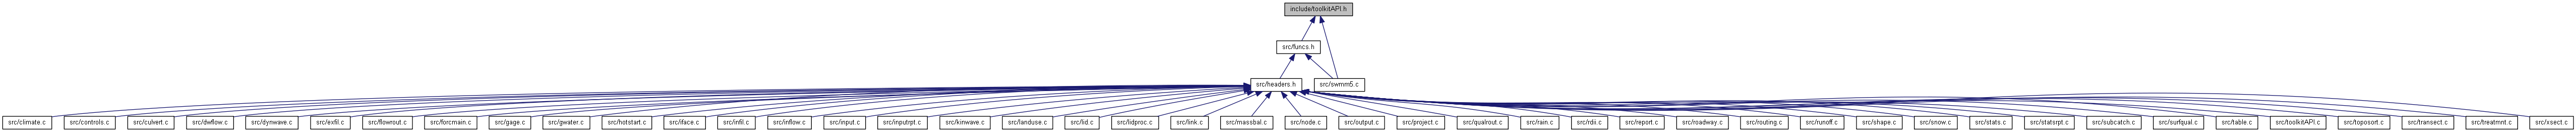 include/toolkitAPI.h
src/funcs.h
src/headers.h
src/swmm5.c
src/climate.c
src/controls.c
src/culvert.c
src/dwflow.c
src/dynwave.c
src/exfil.c
src/flowrout.c
src/forcmain.c
src/gage.c
src/gwater.c
src/hotstart.c
src/iface.c
src/infil.c
src/inflow.c
src/input.c
src/inputrpt.c
src/kinwave.c
src/landuse.c
src/lid.c
src/lidproc.c
src/link.c
src/massbal.c
src/node.c
src/output.c
src/project.c
src/qualrout.c
src/rain.c
src/rdii.c
src/report.c
src/roadway.c
src/routing.c
src/runoff.c
src/shape.c
src/snow.c
src/stats.c
src/statsrpt.c
src/subcatch.c
src/surfqual.c
src/table.c
src/toolkitAPI.c
src/toposort.c
src/transect.c
src/treatmnt.c
src/xsect.c